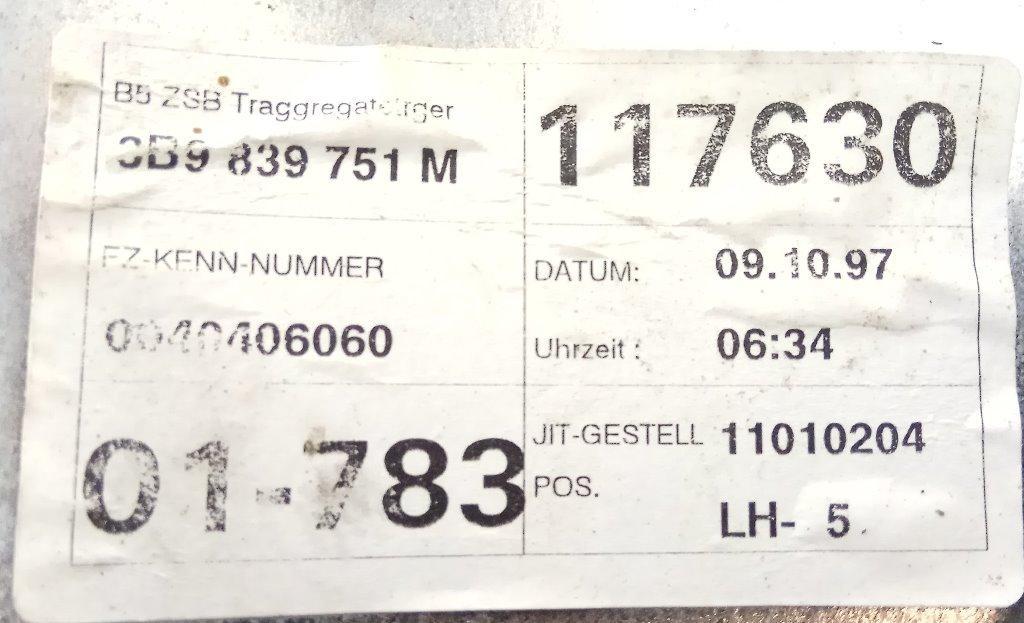 B5 ZSB Traggregatträger
3B9 839 751 M
117630
FZ-KENN-NUMMER
0040406060
DATUM: 09.10.97
Uhrzeit : 06:34
01-783
JIT-GESTELL 11010204
POS.
LH- 5